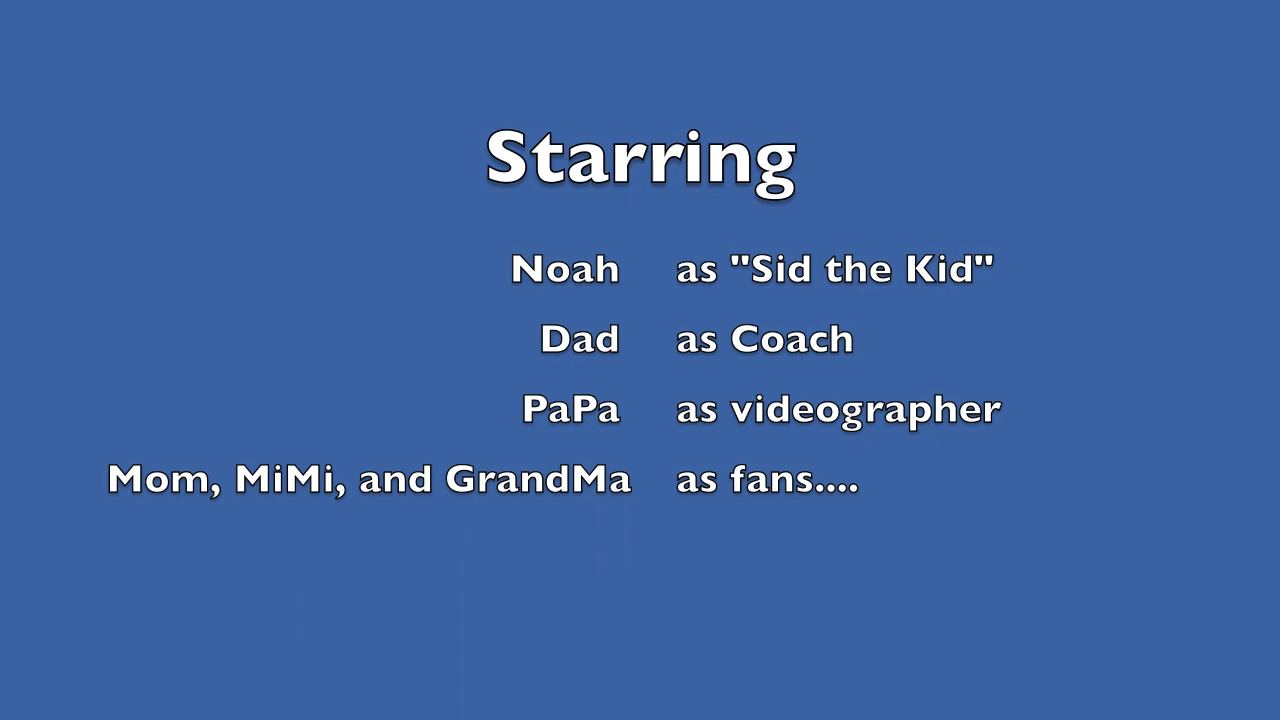 Starring
Noah as "Sid the Kid"
Dad as Coach
PaPa as videographer
Mom, MiMi, and GrandMa as fans....